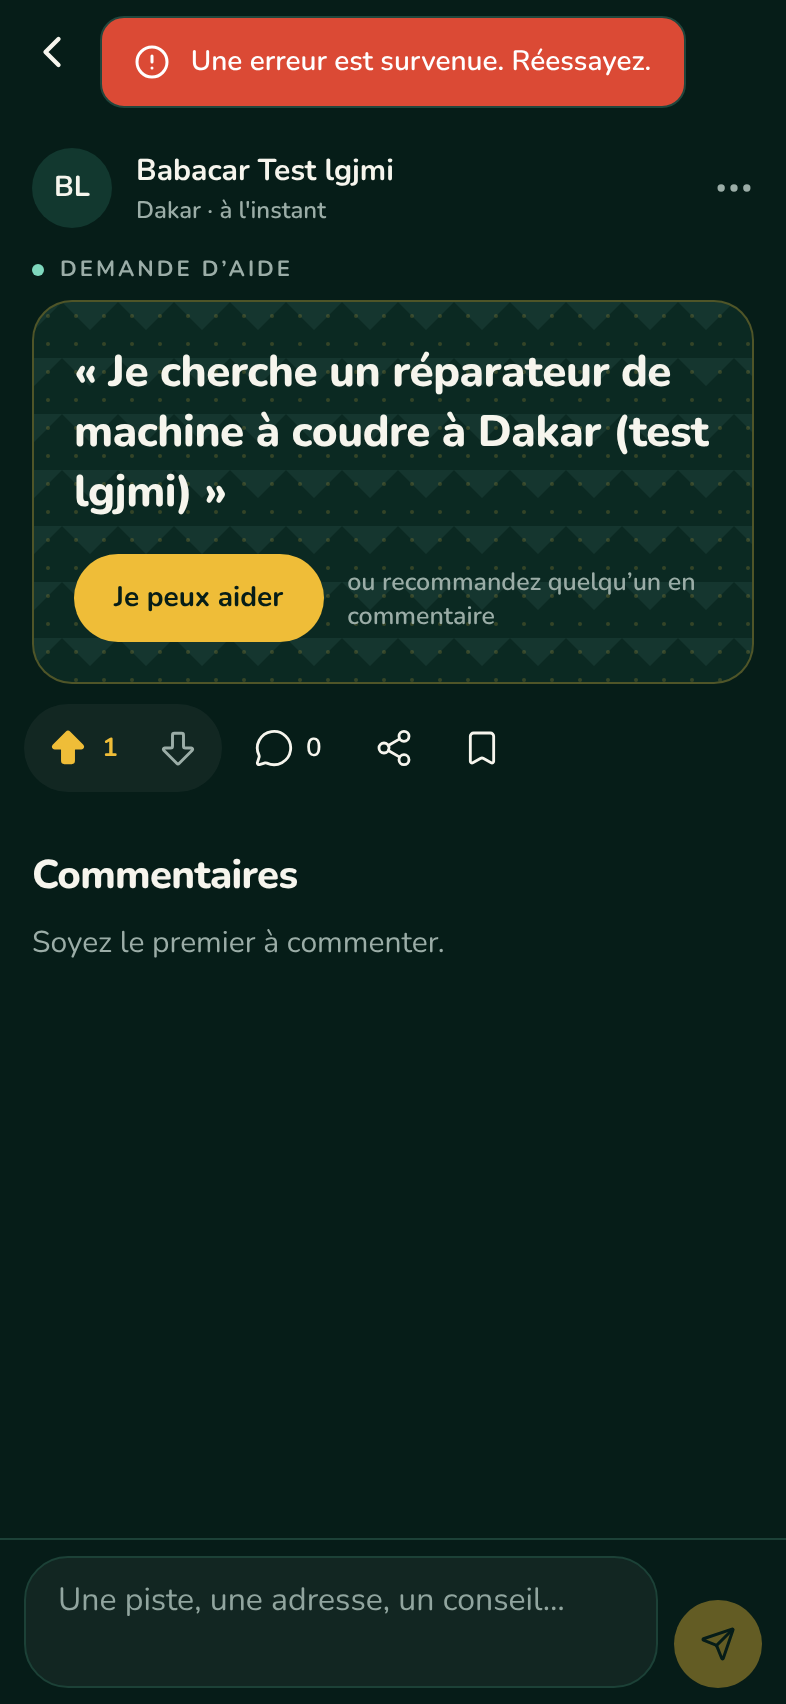 Une erreur est survenue. Réessayez.
BL
Babacar Test lgjmi
Dakar · à l'instant
DEMANDE D’AIDE
« Je cherche un réparateur de
machine à coudre à Dakar (test
lgjmi) »
Je peux aider
ou recommandez quelqu’un en
commentaire
1
0
Commentaires
Soyez le premier à commenter.
Une piste, une adresse, un conseil…